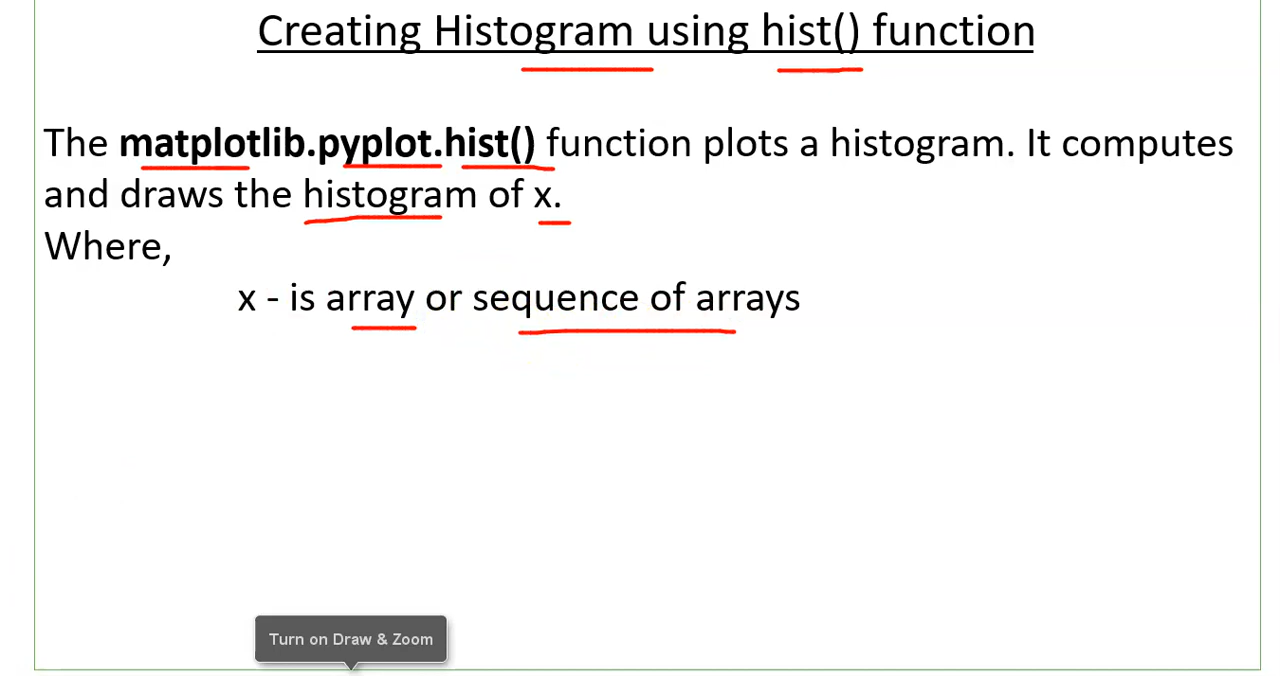 Creating Histogram using hist() function
The matplotlib.pyplot.hist() function plots a histogram. It computes
and draws the histogram of x.
Where,
x - is array or sequence of arrays
Turn on Draw & Zoom